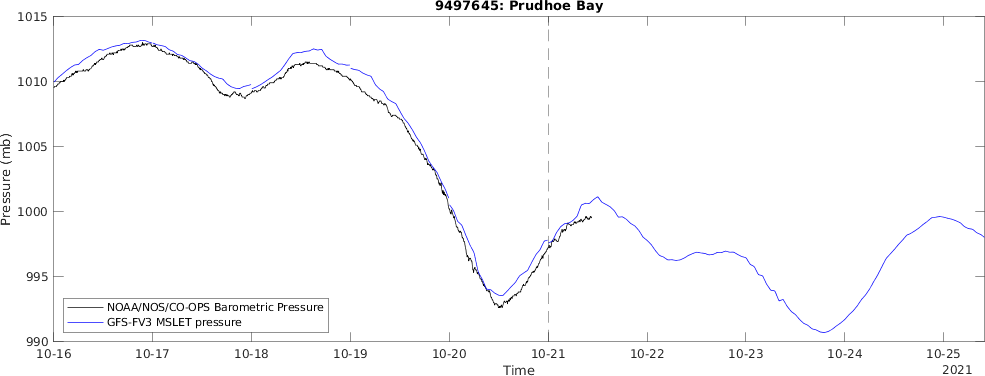 9497645: Prudhoe Bay
Pressure (mb)
1015
1010
1005
1000
995
990
NOAA/NOS/CO-OPS Barometric Pressure
GFS-FV3 MSLET pressure
10-16 10-17 10-18 10-19 10-20 10-21 10-22 10-23 10-24 10-25
Time
2021